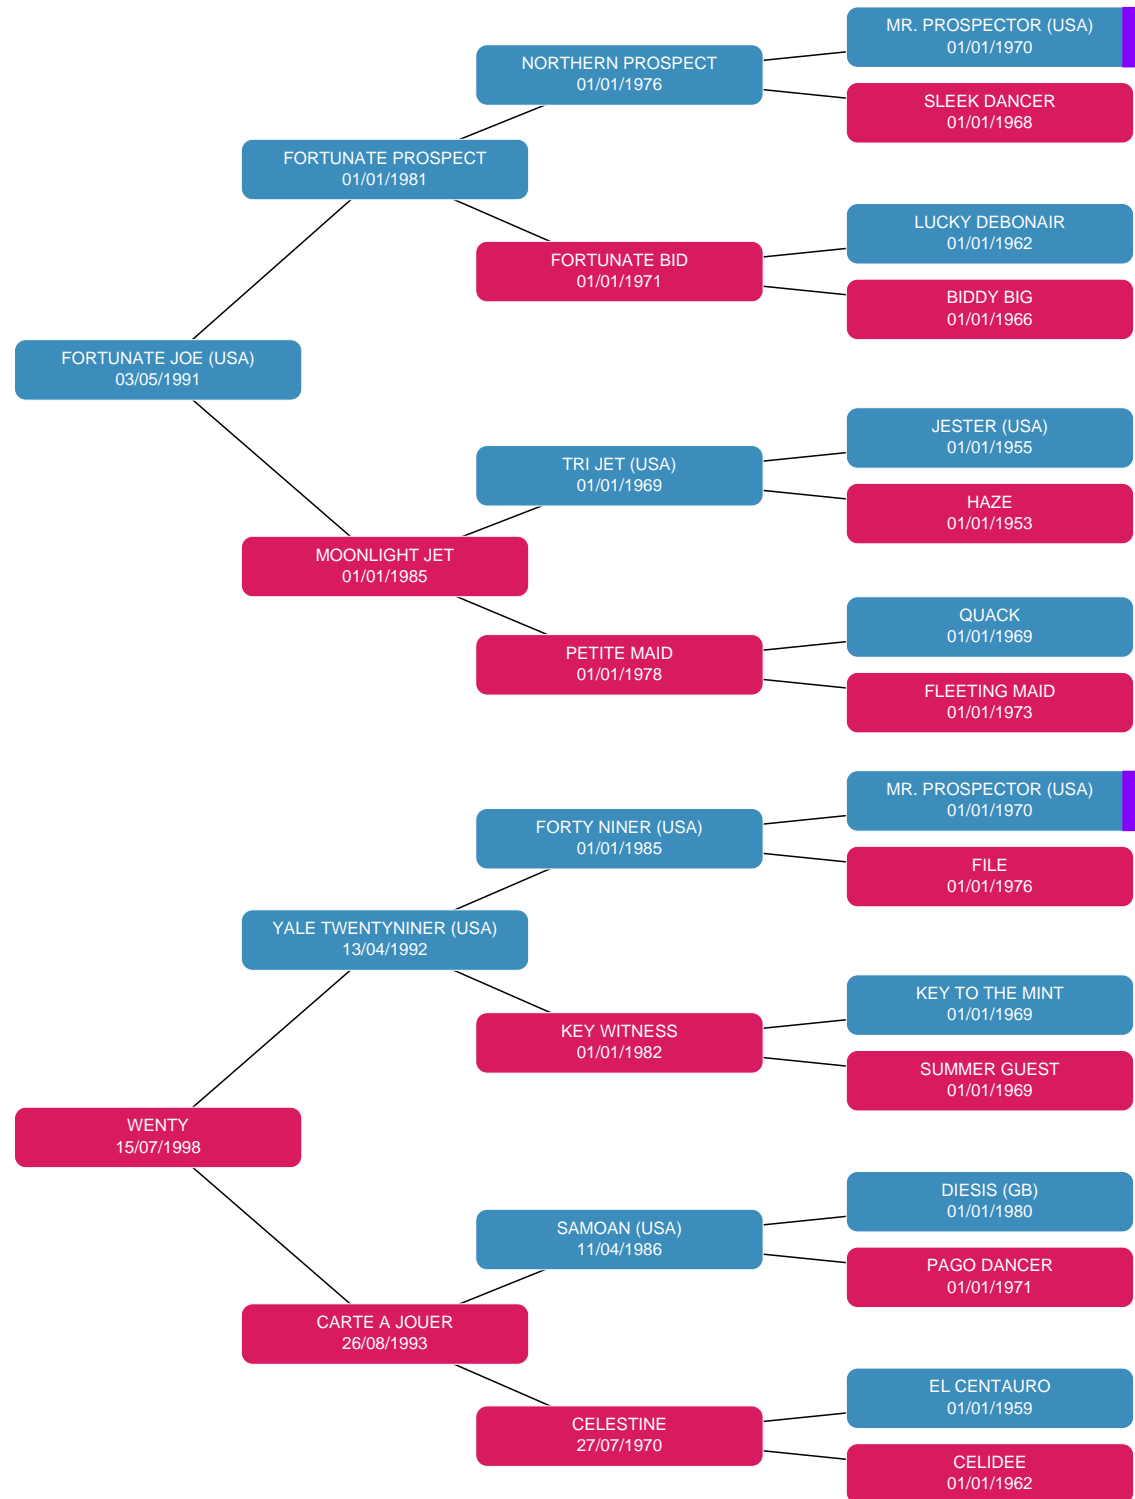 MR. PROSPECTOR (USA)
01/01/1970
NORTHERN PROSPECT
01/01/1976
SLEEK DANCER
01/01/1968
FORTUNATE PROSPECT
01/01/1981
LUCKY DEBONAIR
01/01/1962
FORTUNATE BID
01/01/1971
BIDDY BIG
01/01/1966
FORTUNATE JOE (USA)
03/05/1991
JESTER (USA)
01/01/1955
TRI JET (USA)
01/01/1969
HAZE
01/01/1953
MOONLIGHT JET
01/01/1985
QUACK
01/01/1969
PETITE MAID
01/01/1978
FLEETING MAID
01/01/1973
MR. PROSPECTOR (USA)
01/01/1970
FORTY NINER (USA)
01/01/1985
FILE
01/01/1976
YALE TWENTYNINER (USA)
13/04/1992
KEY TO THE MINT
01/01/1969
KEY WITNESS
01/01/1982
SUMMER GUEST
01/01/1969
WENTY
15/07/1998
DIESIS (GB)
01/01/1980
SAMOAN (USA)
11/04/1986
PAGO DANCER
01/01/1971
CARTE A JOUER
26/08/1993
EL CENTAURO
01/01/1959
CELESTINE
27/07/1970
CELIDEE
01/01/1962